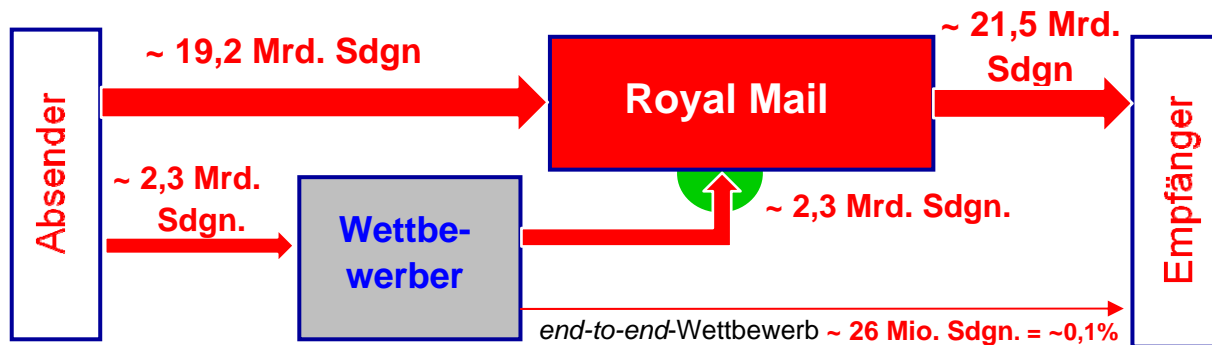 Absender
~ 19,2 Mrd. Sdgn
Royal Mail
~ 21,5 Mrd.
Sdgn
Empfänger
~ 2,3 Mrd.
Sdgn.
Wettbe-
werber
~ 2,3 Mrd. Sdgn.
end-to-end-Wettbewerb ~ 26 Mio. Sdgn. = ~0,1%